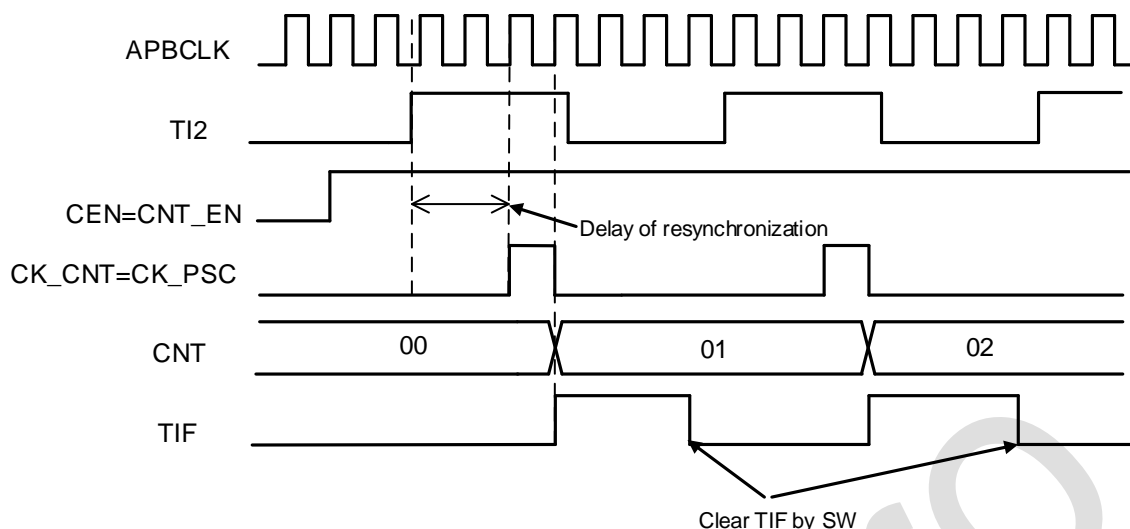 APBCLK
TI2
CEN=CNT_EN
Delay of resynchronization
CK_CNT=CK_PSC
CNT 00 01 02
TIF
Clear TIF by SW